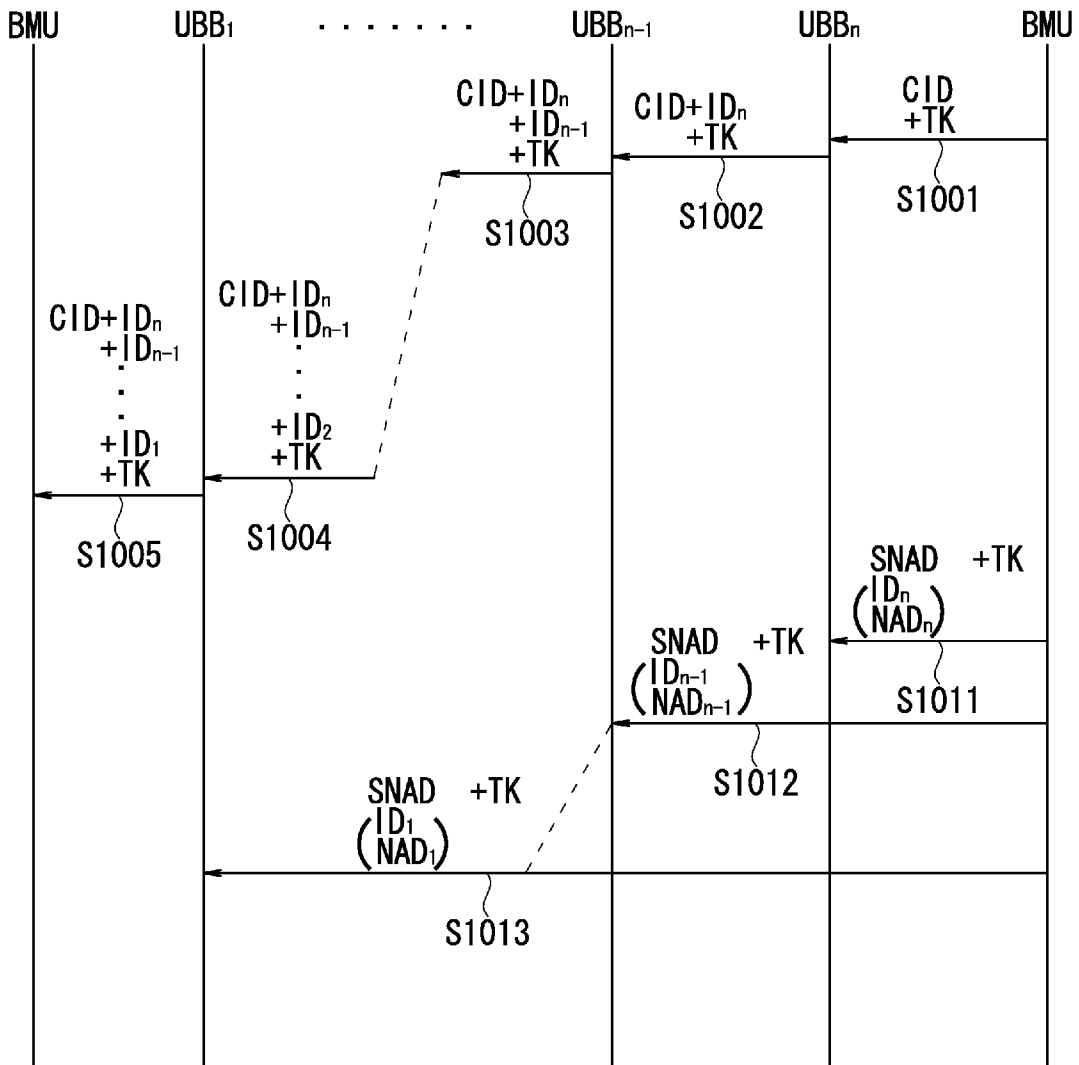 BMU UBB₁ · · · · · · · UBBₙ₋₁ UBBₙ BMU
CID
+TK
S1001
CID+IDₙ
+TK
S1002
CID+IDₙ
+IDₙ₋₁
+TK
S1003
CID+IDₙ
+IDₙ₋₁
·
·
·
+ID₂
+TK
S1004
CID+IDₙ
+IDₙ₋₁
·
·
·
+ID₁
+TK
S1005
SNAD +TK
(IDₙ
NADₙ)
S1011
SNAD +TK
(IDₙ₋₁
NADₙ₋₁)
S1012
SNAD +TK
(ID₁
NAD₁)
S1013